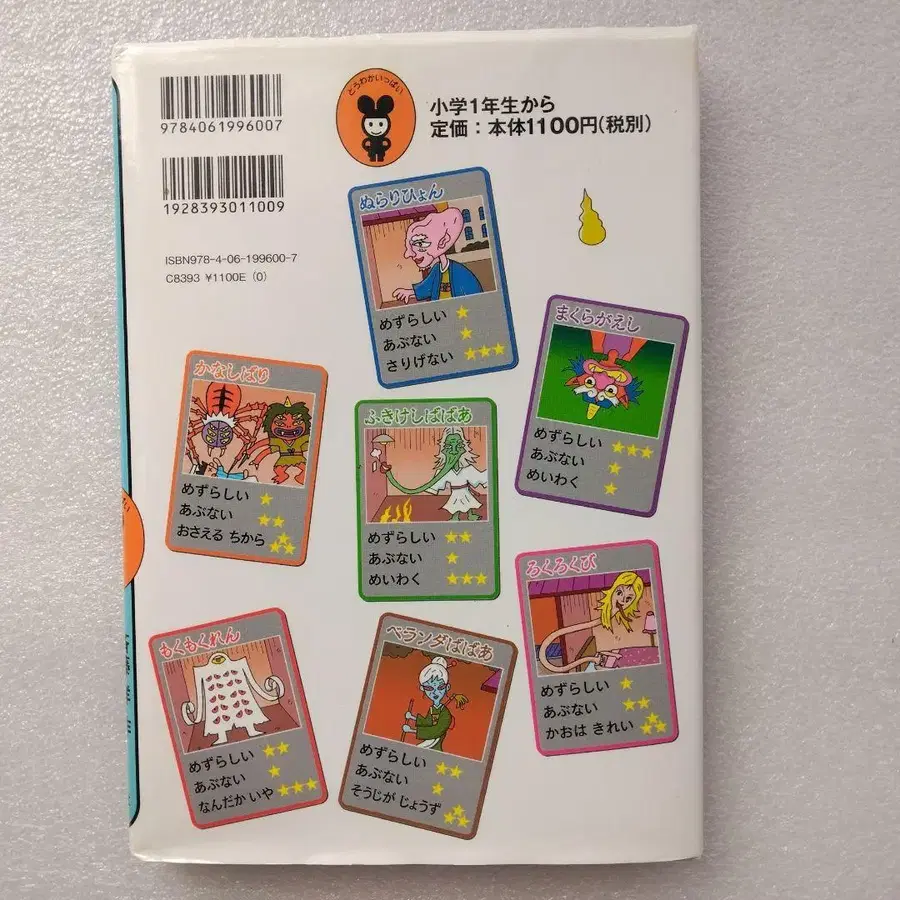 9784061996007
1928393011009
ISBN978-4-06-199600-7
C8393 ¥1100E (0)
どうわがいっぱい
小学1年生から
定価:本体1100円(税別)
ぬらりひょん
めずらしい ★
あぶない ★
さりげない ★★★
まくらがえし
めずらしい ★★★
あぶない ★
めいわく ★
かなしばり
めずらしい ★
あぶない ★★
おさえる ちから ★★★
ふきけしばばあ
めずらしい ★★
あぶない ★
めいわく ★★★
ろくろくび
めずらしい ★
あぶない ★★
かおは きれい ★★★
もくもくれん
めずらしい ★★
あぶない ★
なんだか いや ★★★
ベランダばばあ
めずらしい ★★
あぶない ★
そうじが じょうず ★★★